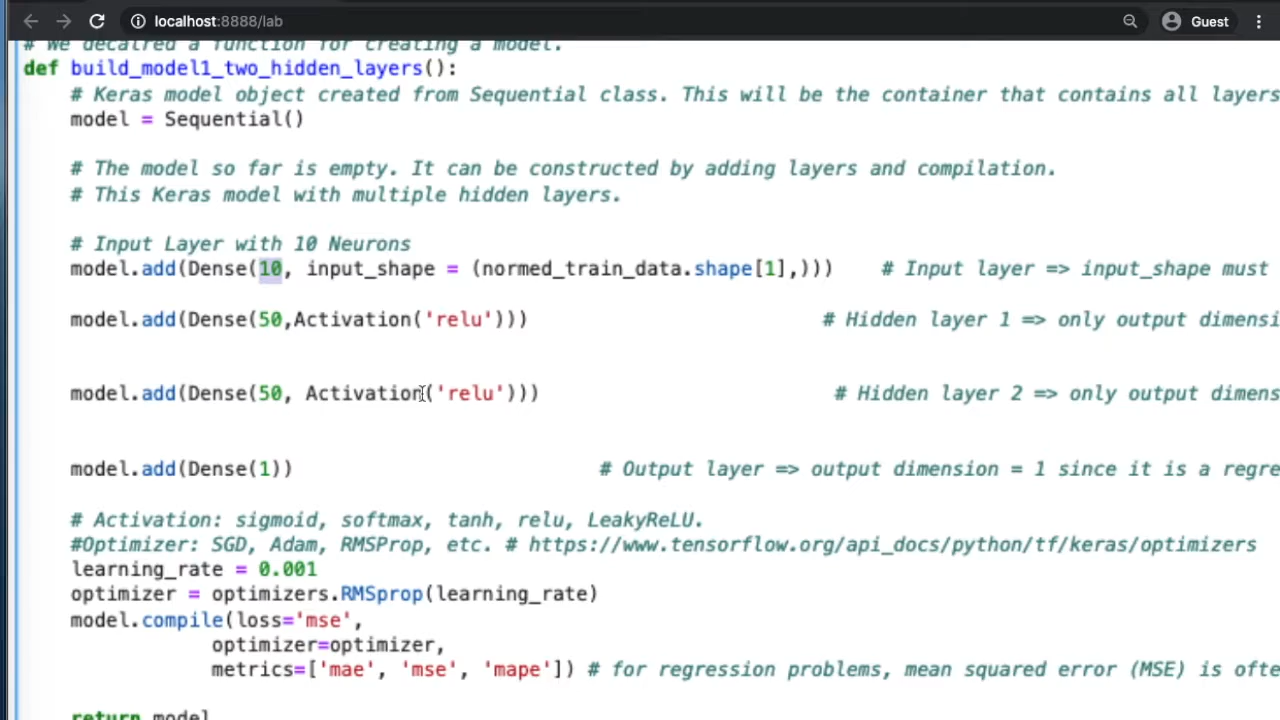 localhost:8888/lab
Guest
# We decalred a function for creating a model.
def build_model1_two_hidden_layers():
# Keras model object created from Sequential class. This will be the container that contains all layers
model = Sequential()
# The model so far is empty. It can be constructed by adding layers and compilation.
# This Keras model with multiple hidden layers.
# Input Layer with 10 Neurons
model.add(Dense(10, input_shape = (normed_train_data.shape[1],))) # Input layer => input_shape must
model.add(Dense(50,Activation('relu'))) # Hidden layer 1 => only output dimensi
model.add(Dense(50, Activation('relu'))) # Hidden layer 2 => only output dimens
model.add(Dense(1)) # Output layer => output dimension = 1 since it is a regre
# Activation: sigmoid, softmax, tanh, relu, LeakyReLU.
#Optimizer: SGD, Adam, RMSProp, etc. # https://www.tensorflow.org/api_docs/python/tf/keras/optimizers
learning_rate = 0.001
optimizer = optimizers.RMSprop(learning_rate)
model.compile(loss='mse',
optimizer=optimizer,
metrics=['mae', 'mse', 'mape']) # for regression problems, mean squared error (MSE) is ofte
return model